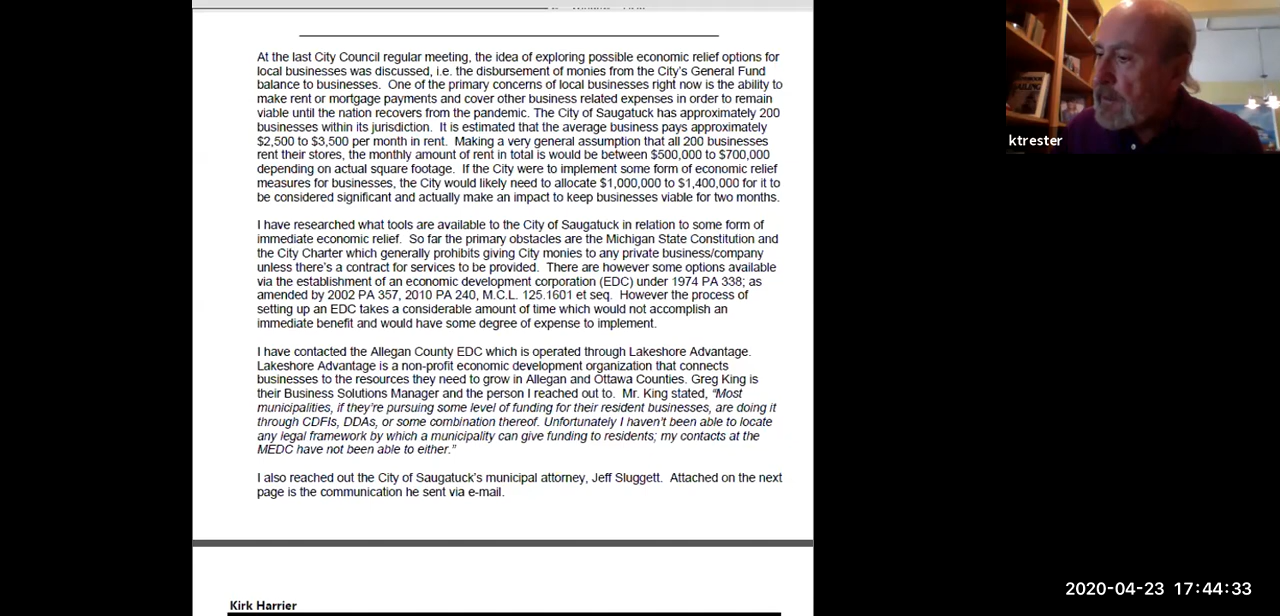 At the last City Council regular meeting, the idea of exploring possible economic relief options for
local businesses was discussed, i.e. the disbursement of monies from the City's General Fund
balance to businesses. One of the primary concerns of local businesses right now is the ability to
make rent or mortgage payments and cover other business related expenses in order to remain
viable until the nation recovers from the pandemic. The City of Saugatuck has approximately 200
businesses within its jurisdiction. It is estimated that the average business pays approximately
$2,500 to $3,500 per month in rent. Making a very general assumption that all 200 businesses
rent their stores, the monthly amount of rent in total is would be between $500,000 to $700,000
depending on actual square footage. If the City were to implement some form of economic relief
measures for businesses, the City would likely need to allocate $1,000,000 to $1,400,000 for it to
be considered significant and actually make an impact to keep businesses viable for two months.
I have researched what tools are available to the City of Saugatuck in relation to some form of
immediate economic relief. So far the primary obstacles are the Michigan State Constitution and
the City Charter which generally prohibits giving City monies to any private business/company
unless there's a contract for services to be provided. There are however some options available
via the establishment of an economic development corporation (EDC) under 1974 PA 338; as
amended by 2002 PA 357, 2010 PA 240, M.C.L. 125.1601 et seq. However the process of
setting up an EDC takes a considerable amount of time which would not accomplish an
immediate benefit and would have some degree of expense to implement.
I have contacted the Allegan County EDC which is operated through Lakeshore Advantage.
Lakeshore Advantage is a non-profit economic development organization that connects
businesses to the resources they need to grow in Allegan and Ottawa Counties. Greg King is
their Business Solutions Manager and the person I reached out to. Mr. King stated, "Most
municipalities, if they're pursuing some level of funding for their resident businesses, are doing it
through CDFIs, DDAs, or some combination thereof. Unfortunately I haven't been able to locate
any legal framework by which a municipality can give funding to residents; my contacts at the
MEDC have not been able to either."
I also reached out the City of Saugatuck's municipal attorney, Jeff Sluggett. Attached on the next
page is the communication he sent via e-mail.
Kirk Harrier
ktrester
2020-04-23 17:44:33